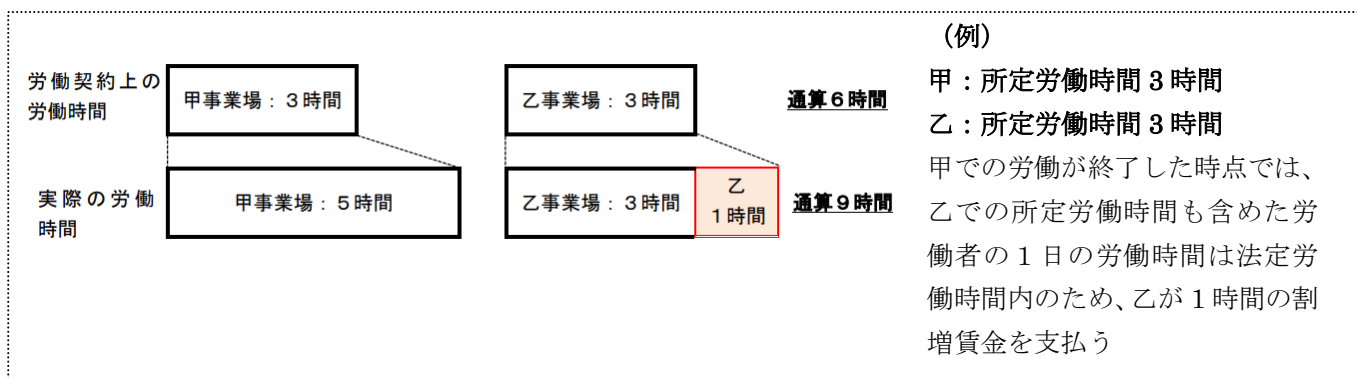 労働契約上の
労働時間
甲事業場：３時間
乙事業場：３時間
通算６時間
実際の労働
時間
甲事業場：５時間
乙事業場：３時間
乙
１時間
通算９時間
（例）
甲：所定労働時間３時間
乙：所定労働時間３時間
甲での労働が終了した時点では、
乙での所定労働時間も含めた労
働者の１日の労働時間は法定労
働時間内のため、乙が１時間の割
増賃金を支払う